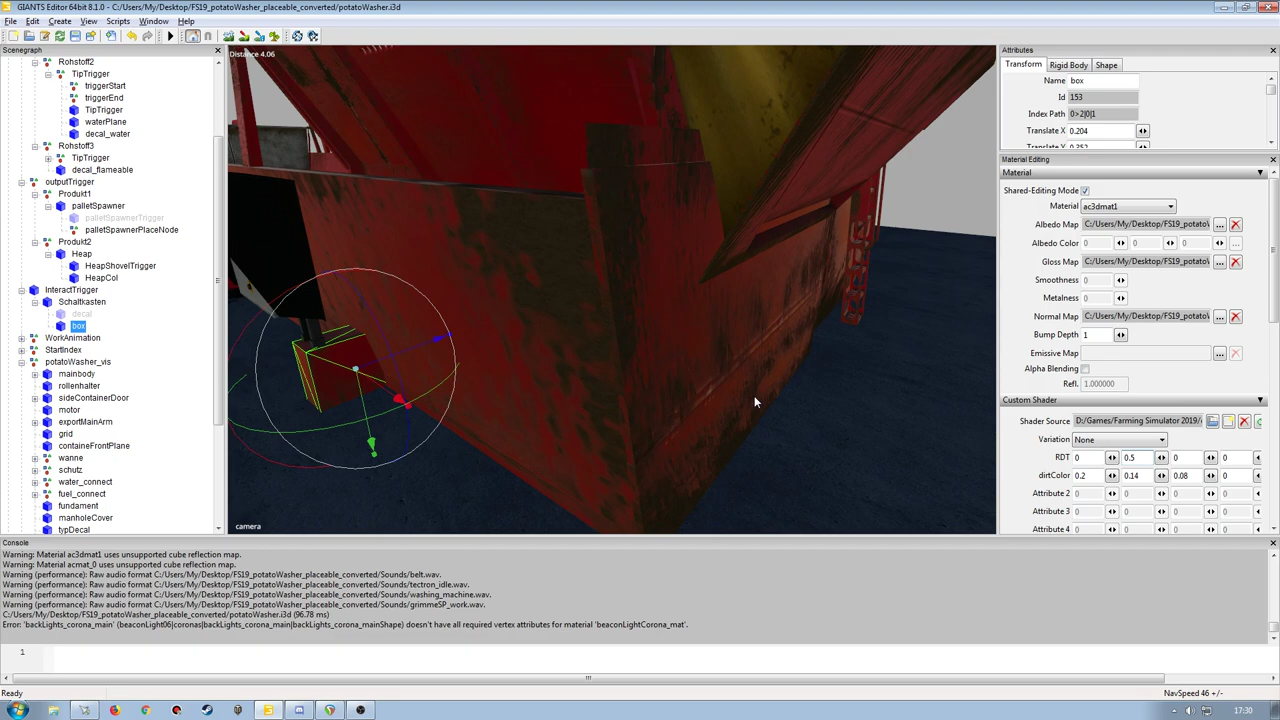 GIANTS Editor 64bit 8.1.0 - C:/Users/My/Desktop/FS19_potatoWasher_placeable_converted/potatoWasher.i3d
File Edit Create View Scripts Window Help
Scenegraph
Rohstoff2
TipTrigger
triggerStart
triggerEnd
TipTrigger
waterPlane
decal_water
Rohstoff3
TipTrigger
decal_flameable
outputTrigger
Produkt1
palletSpawner
palletSpawnerTrigger
palletSpawnerPlaceNode
Produkt2
Heap
HeapShovelTrigger
HeapCol
InteractTrigger
Schaltkasten
decal
box
WorkAnimation
StartIndex
potatoWasher_vis
mainbody
rollenhalter
sideContainerDoor
motor
exportMainArm
grid
containeFrontPlane
wanne
schutz
water_connect
fuel_connect
fundament
manholeCover
typDecal
Distance 4.06
camera
Attributes
Transform Rigid Body Shape
Name box
Id 153
Index Path 0>2|0|1
Translate X 0.204
Material Editing
Material
Shared-Editing Mode
Material ac3dmat1
Albedo Map C:/Users/My/Desktop/FS19_potato\ ...
Albedo Color 0 0 0 ...
Gloss Map C:/Users/My/Desktop/FS19_potato\ ...
Smoothness 0
Metalness 0
Normal Map C:/Users/My/Desktop/FS19_potato\ ...
Bump Depth 1
Emissive Map ...
Alpha Blending
Refl. 1.000000
Custom Shader
Shader Source D:/Games/Farming Simulator 2019/
Variation None
RDT 0 0.5 0 0
dirtColor 0.2 0.14 0.08 0
Attribute 2 0 0 0 0
Attribute 3 0 0 0 0
Attribute 4 0 0 0 0
Console
Warning: Material ac3dmat1 uses unsupported cube reflection map.
Warning: Material acmat_0 uses unsupported cube reflection map.
Warning (performance): Raw audio format C:/Users/My/Desktop/FS19_potatoWasher_placeable_converted/Sounds/belt.wav.
Warning (performance): Raw audio format C:/Users/My/Desktop/FS19_potatoWasher_placeable_converted/Sounds/tectron_idle.wav.
Warning (performance): Raw audio format C:/Users/My/Desktop/FS19_potatoWasher_placeable_converted/Sounds/washing_machine.wav.
Warning (performance): Raw audio format C:/Users/My/Desktop/FS19_potatoWasher_placeable_converted/Sounds/grimmeSP_work.wav.
C:/Users/My/Desktop/FS19_potatoWasher_placeable_converted/potatoWasher.i3d (96.78 ms)
Error: 'backLights_corona_main' (beaconLight06|coronas|backLights_corona_main|backLights_corona_mainShape) doesn't have all required vertex attributes for material 'beaconLightCorona_mat'.
1
Ready
NavSpeed 46 +/-
17:30